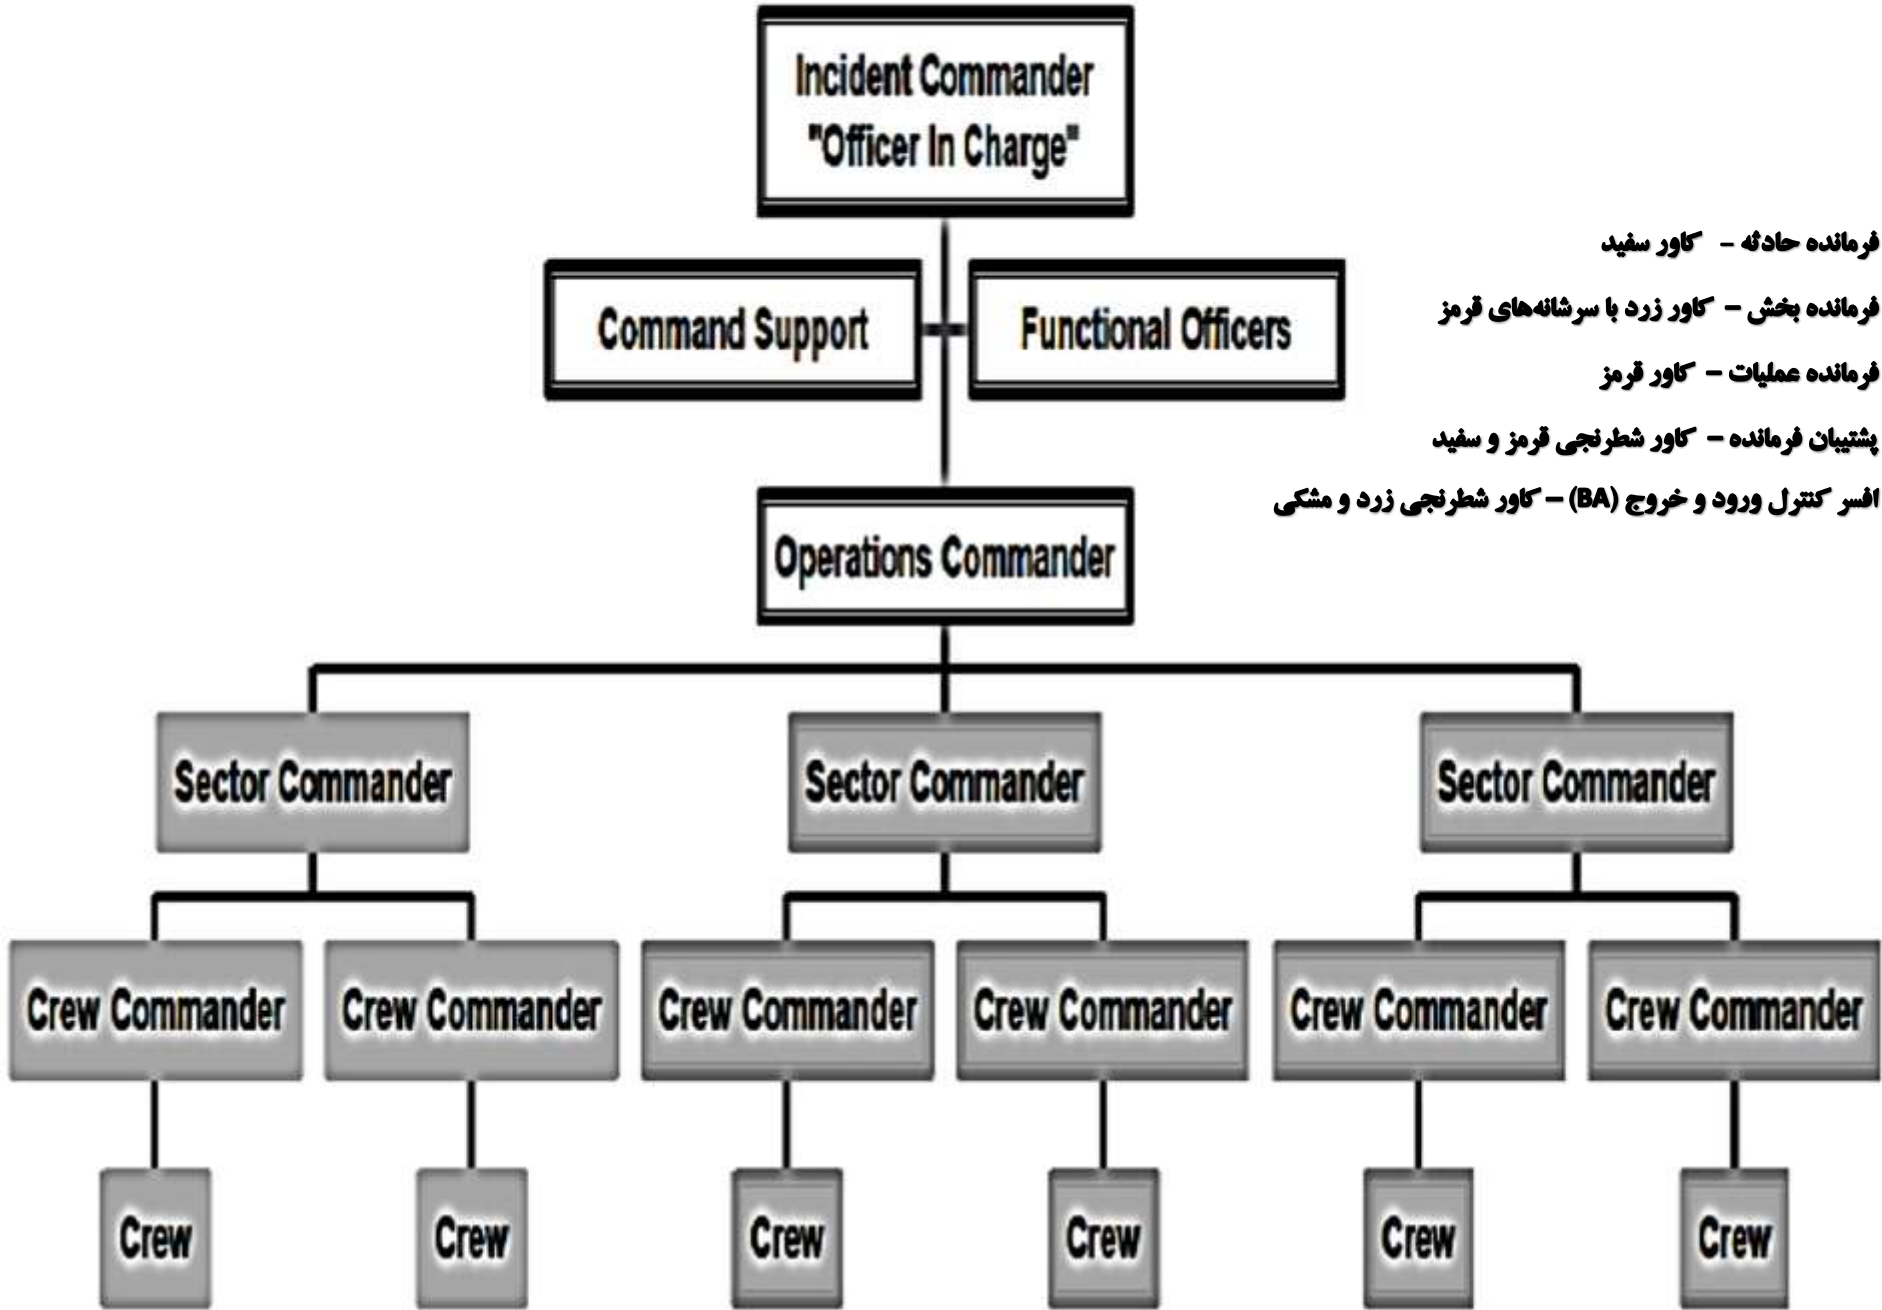 Incident Commander
"Officer In Charge"
فرمانده حادثه - کاور سفید
Command Support
Functional Officers
فرمانده بخش – کاور زرد با سرشانه‌های قرمز
فرمانده عملیات – کاور قرمز
پشتیبان فرمانده – کاور شطرنجی قرمز و سفید
افسر کنترل ورود و خروج (BA) – کاور شطرنجی زرد و مشکی
Operations Commander
Sector Commander
Sector Commander
Sector Commander
Crew Commander
Crew Commander
Crew Commander
Crew Commander
Crew Commander
Crew Commander
Crew
Crew
Crew
Crew
Crew
Crew